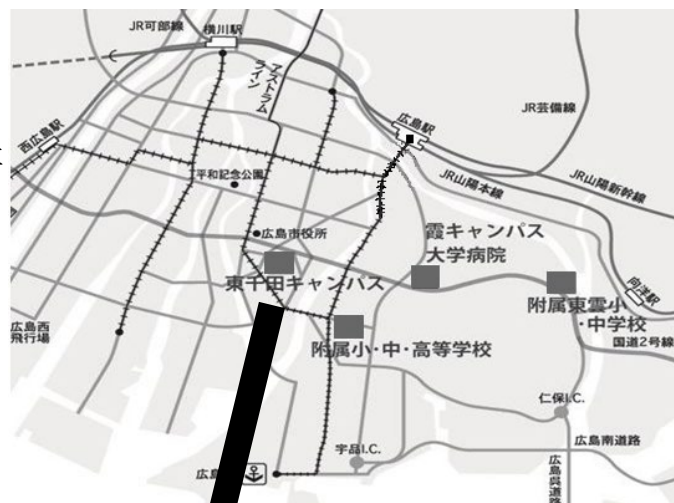 JR可部線
横川駅
アストラム
ライン
広島駅
JR芸備線
西広島駅
JR山陽本線
JR山陽新幹線
平和記念公園
広島市役所
霞キャンパス
大学病院
向洋駅
東千田キャンパス
附属東雲小
・中学校
広島西
飛行場
附属小・中・高等学校
国道2号線
仁保I.C.
宇品I.C.
広島南道路
広島
広島呉道路